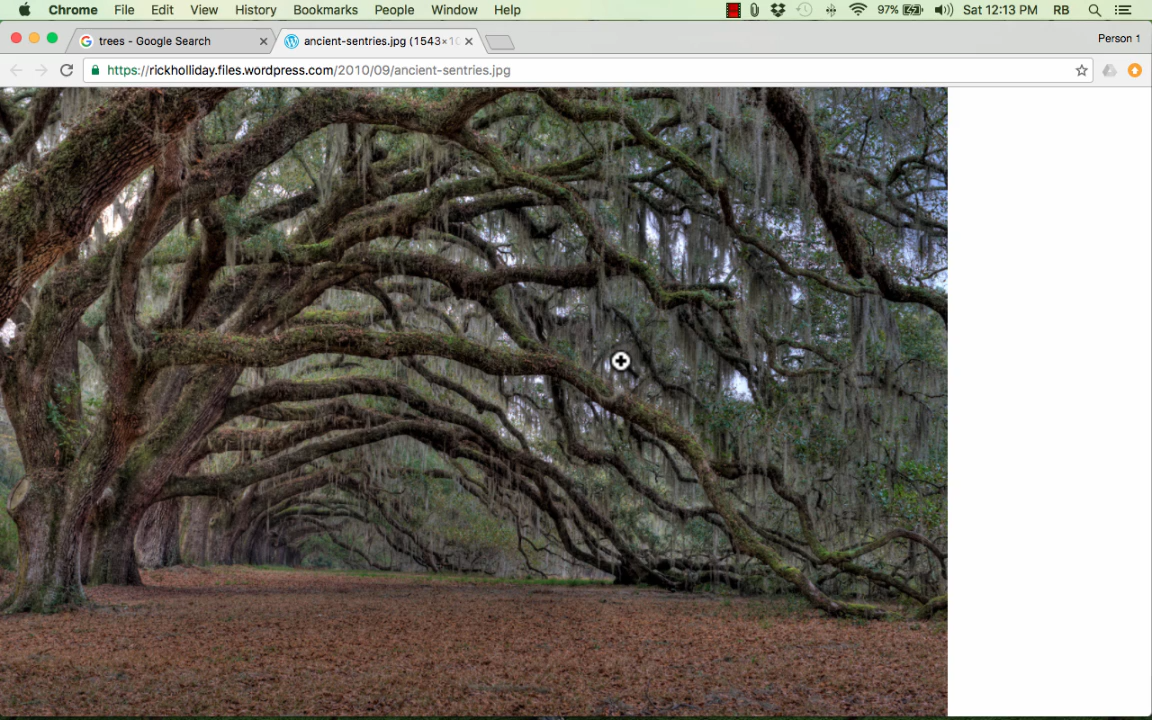 Chrome File Edit View History Bookmarks People Window Help 97% Sat 12:13 PM RB
trees - Google Search ancient-sentries.jpg (1543×10 Person 1
https://rickholliday.files.wordpress.com/2010/09/ancient-sentries.jpg